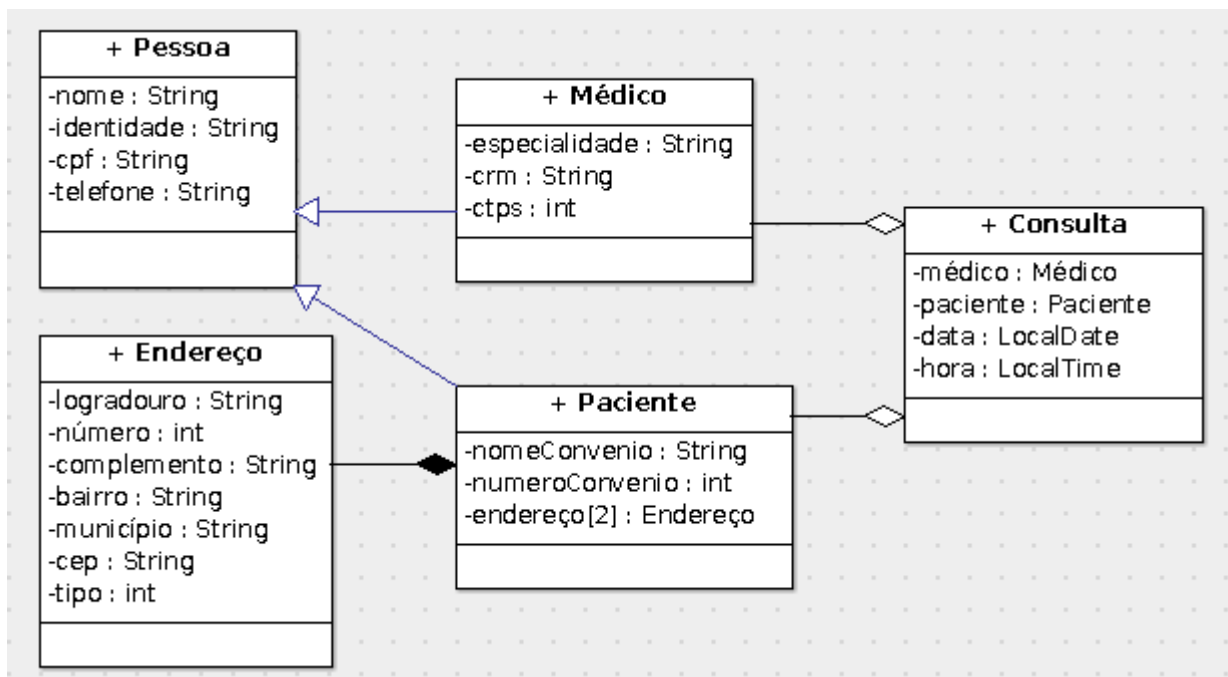 + Pessoa
-nome : String
-identidade : String
-cpf : String
-telefone : String
+ Médico
-especialidade : String
-crm : String
-ctps : int
+ Consulta
-médico : Médico
-paciente : Paciente
-data : LocalDate
-hora : LocalTime
+ Endereço
-logradouro : String
-número : int
-complemento : String
-bairro : String
-município : String
-cep : String
-tipo : int
+ Paciente
-nomeConvenio : String
-numeroConvenio : int
-endereço[2] : Endereço